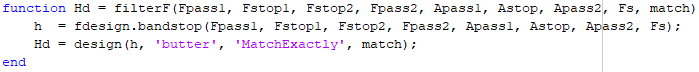 function Hd = filterF(Fpass1, Fstop1, Fstop2, Fpass2, Apass1, Astop, Apass2, Fs, match)
h = fdesign.bandstop(Fpass1, Fstop1, Fstop2, Fpass2, Apass1, Astop, Apass2, Fs);
Hd = design(h, 'butter', 'MatchExactly', match);
end